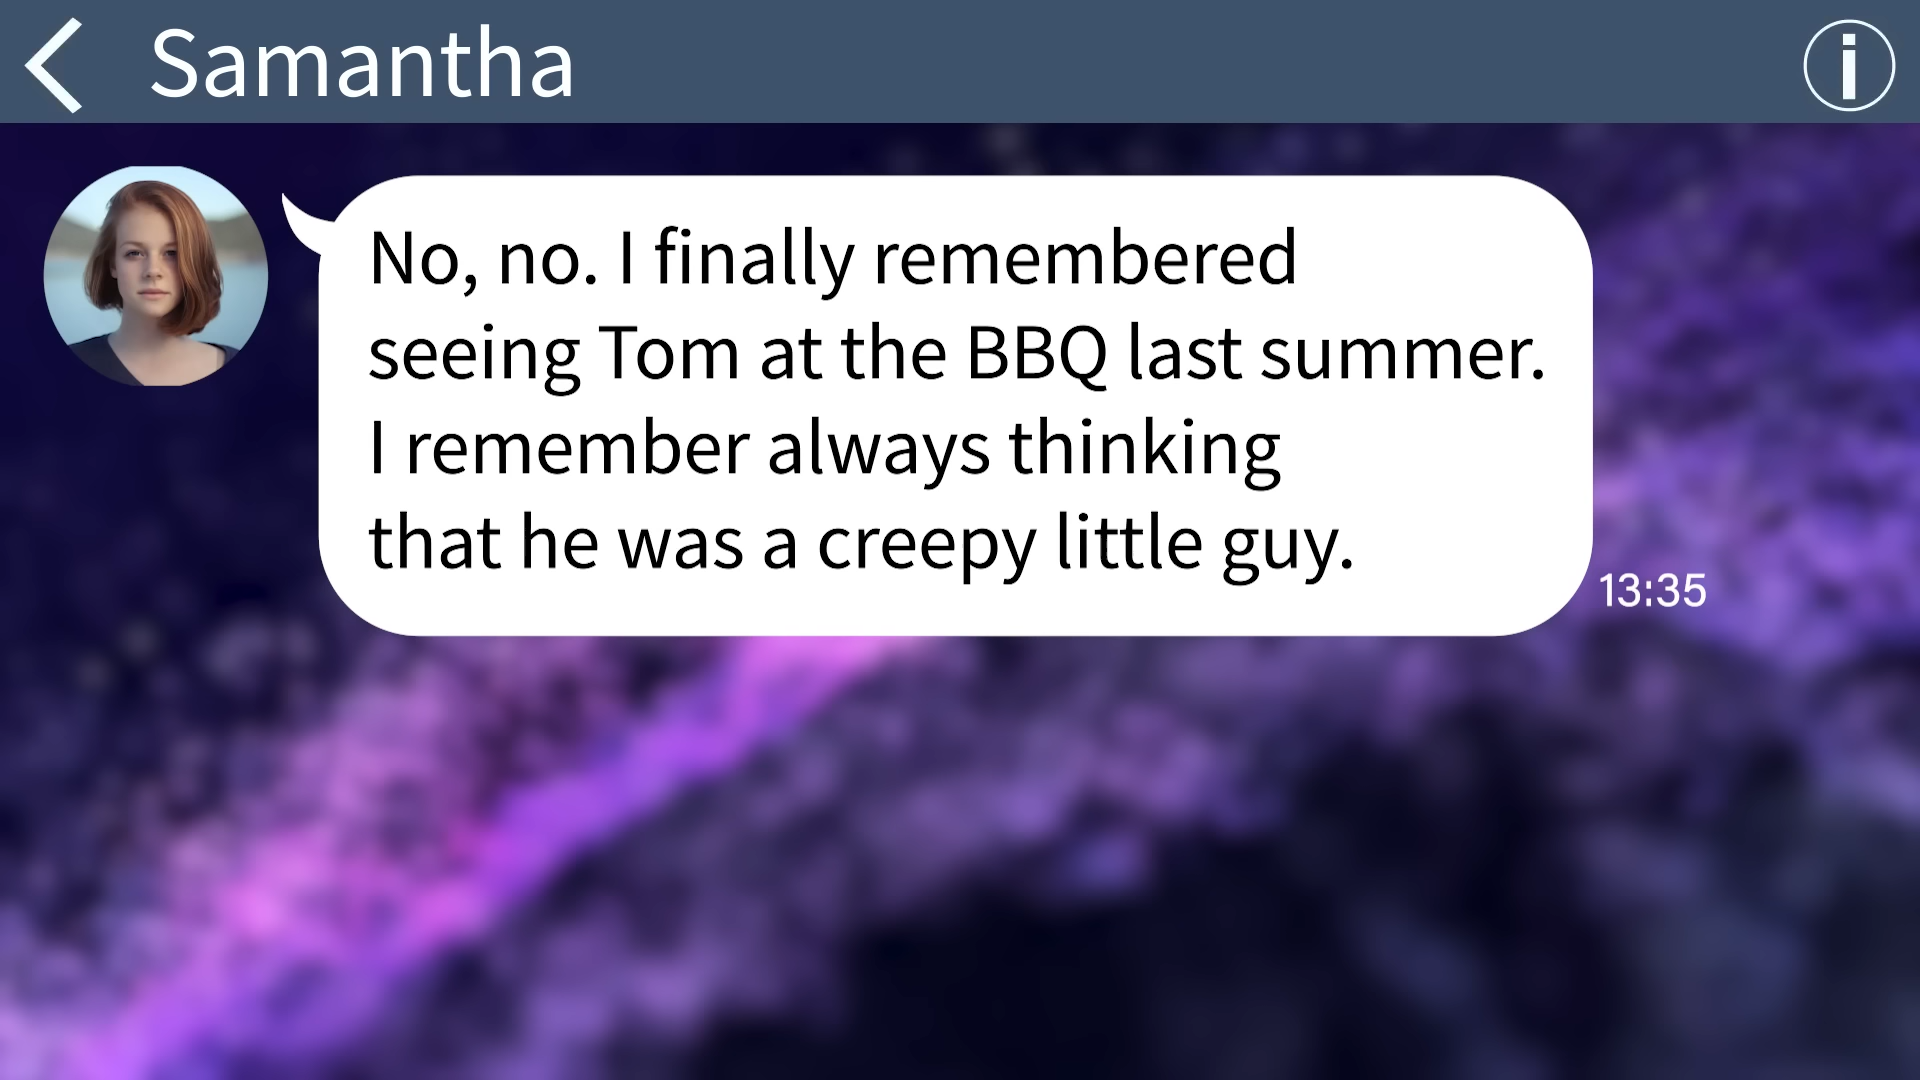 Samantha
No, no. I finally remembered
seeing Tom at the BBQ last summer.
I remember always thinking
that he was a creepy little guy.
13:35